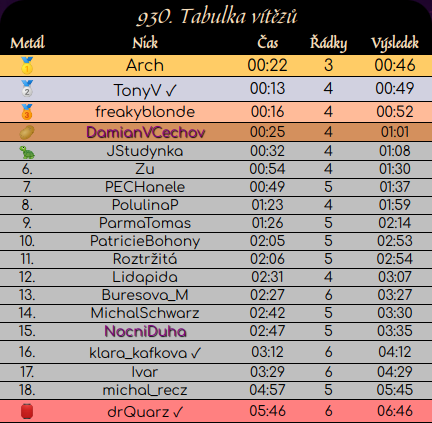 930. Tabulka vítězů
Metál Nick Čas Řádky Výsledek
Arch 00:22 3 00:46
TonyV ✓ 00:13 4 00:49
freakyblonde 00:16 4 00:52
DamianVCechov 00:25 4 01:01
JStudynka 00:32 4 01:08
6. Zu 00:54 4 01:30
7. PECHanele 00:49 5 01:37
8. PolulinaP 01:23 4 01:59
9. ParmaTomas 01:26 5 02:14
10. PatricieBohony 02:05 5 02:53
11. Roztržitá 02:06 5 02:54
12. Lidapida 02:31 4 03:07
13. Buresova_M 02:27 6 03:27
14. MichalSchwarz 02:42 5 03:30
15. NocniDuha 02:47 5 03:35
16. klara_kafkova ✓ 03:12 6 04:12
17. Ivar 03:29 6 04:29
18. michal_recz 04:57 5 05:45
drQuarz ✓ 05:46 6 06:46